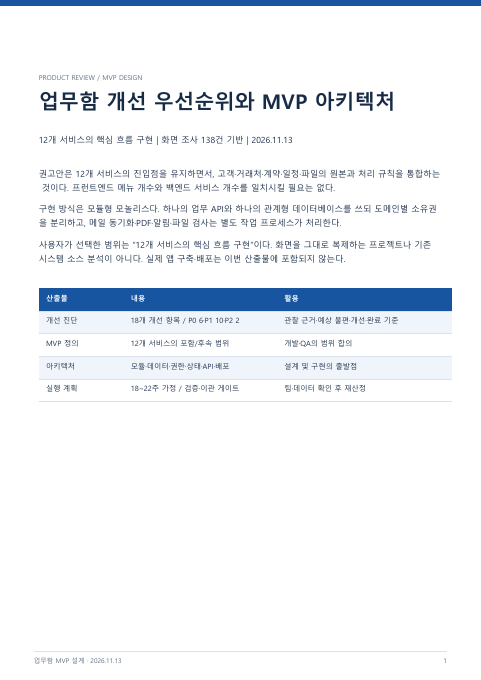 PRODUCT REVIEW / MVP DESIGN
업무함 개선 우선순위와 MVP 아키텍처
12개 서비스의 핵심 흐름 구현 | 화면 조사 138건 기반 | 2026.11.13
권고안은 12개 서비스의 진입점을 유지하면서, 고객·거래처·계약·일정·파일의 원본과 처리 규칙을 통합하는
것이다. 프런트엔드 메뉴 개수와 백엔드 서비스 개수를 일치시킬 필요는 없다.
구현 방식은 모듈형 모놀리스다. 하나의 업무 API와 하나의 관계형 데이터베이스를 쓰되 도메인별 소유권
을 분리하고, 메일 동기화·PDF·알림·파일 검사는 별도 작업 프로세스가 처리한다.
사용자가 선택한 범위는 "12개 서비스의 핵심 흐름 구현"이다. 화면을 그대로 복제하는 프로젝트나 기존
시스템 소스 분석이 아니다. 실제 앱 구축·배포는 이번 산출물에 포함되지 않는다.
산출물 내용 활용
개선 진단 18개 개선 항목 / P0 6·P1 10·P2 2 관찰 근거·예상 불편·개선·완료 기준
MVP 정의 12개 서비스의 포함/후속 범위 개발·QA의 범위 합의
아키텍처 모듈·데이터·권한·상태·API·배포 설계 및 구현의 출발점
실행 계획 18~22주 가정 / 검증·이관 게이트 팀·데이터 확인 후 재산정
업무함 MVP 설계 · 2026.11.13 1